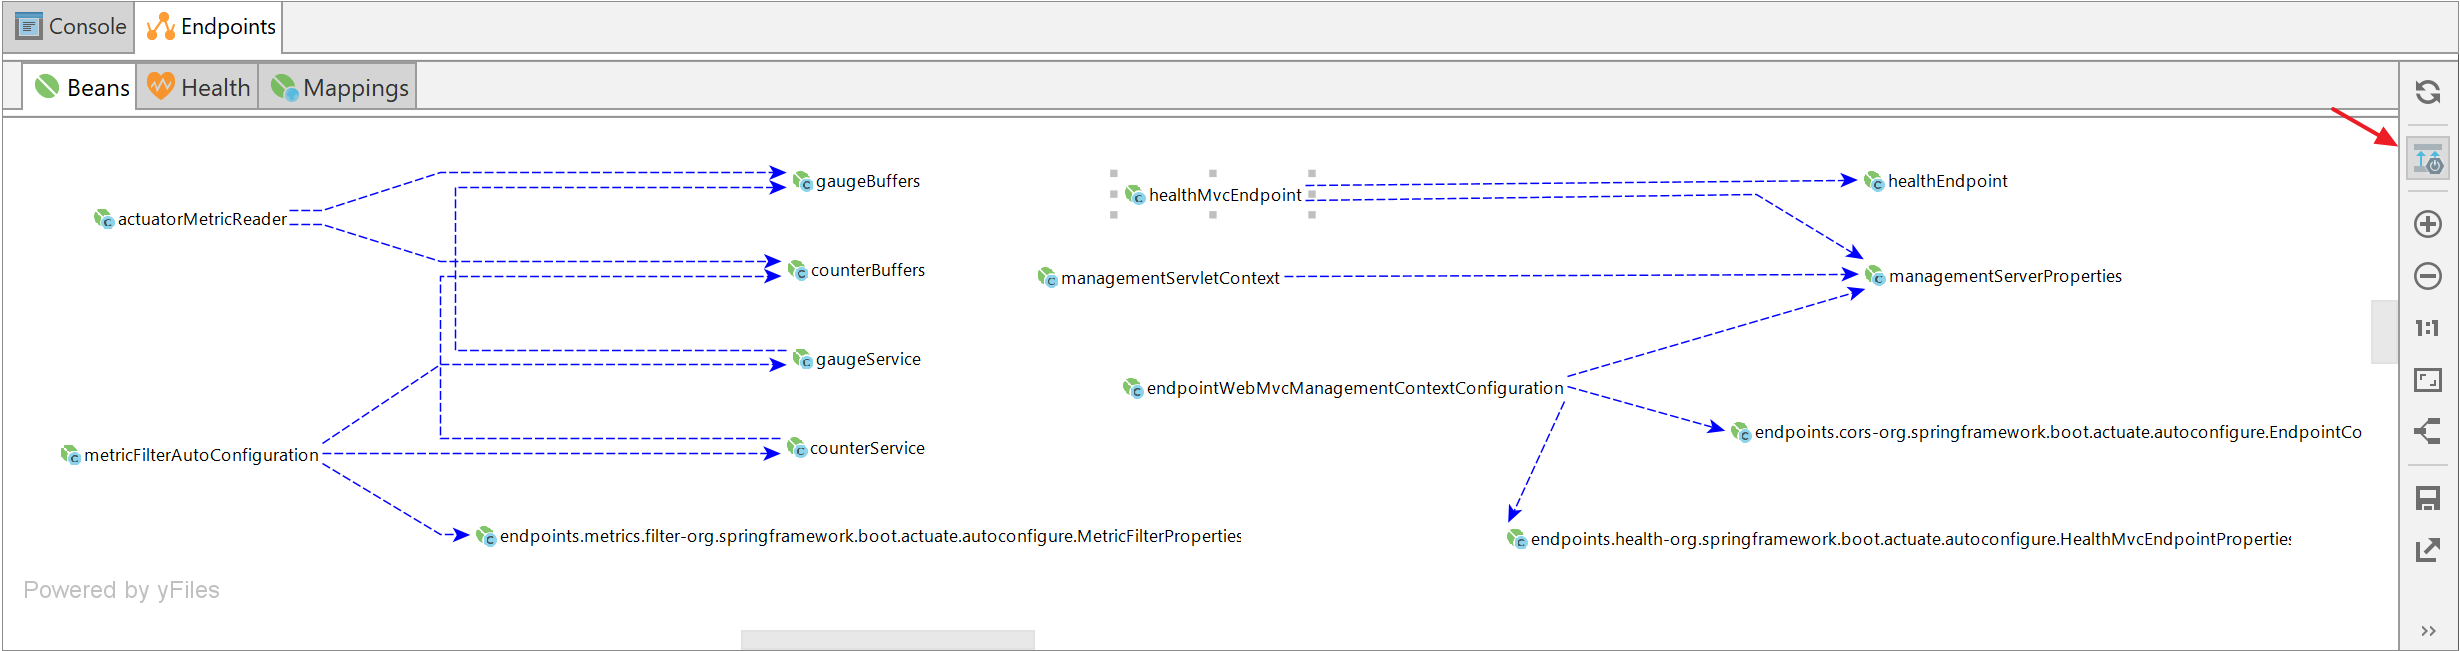 Console Endpoints
Beans Health Mappings
gaugeBuffers
healthMvcEndpoint
healthEndpoint
actuatorMetricReader
counterBuffers
managementServletContext
managementServerProperties
gaugeService
endpointWebMvcManagementContextConfiguration
1:1
metricFilterAutoConfiguration
counterService
endpoints.cors-org.springframework.boot.actuate.autoconfigure.EndpointCo
endpoints.metrics.filter-org.springframework.boot.actuate.autoconfigure.MetricFilterProperties
endpoints.health-org.springframework.boot.actuate.autoconfigure.HealthMvcEndpointProperties
Powered by yFiles